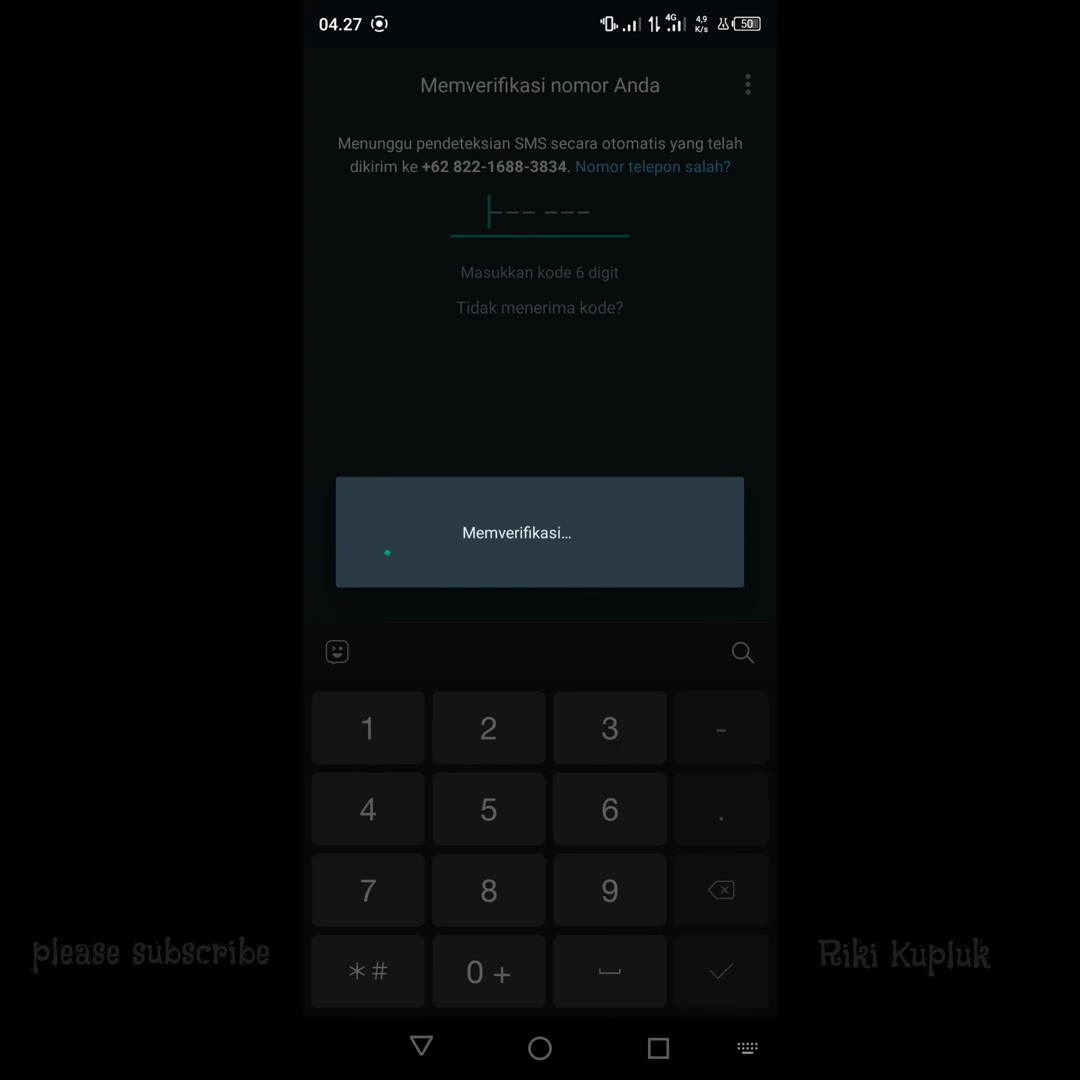 04.27
4G
4,9
K/s
50
Memverifikasi nomor Anda
Menunggu pendeteksian SMS secara otomatis yang telah
dikirim ke +62 822-1688-3834. Nomor telepon salah?
Masukkan kode 6 digit
Tidak menerima kode?
Memverifikasi...
1 2 3 -
4 5 6 .
7 8 9
please subscribe
Riki Kupluk
*# 0 +